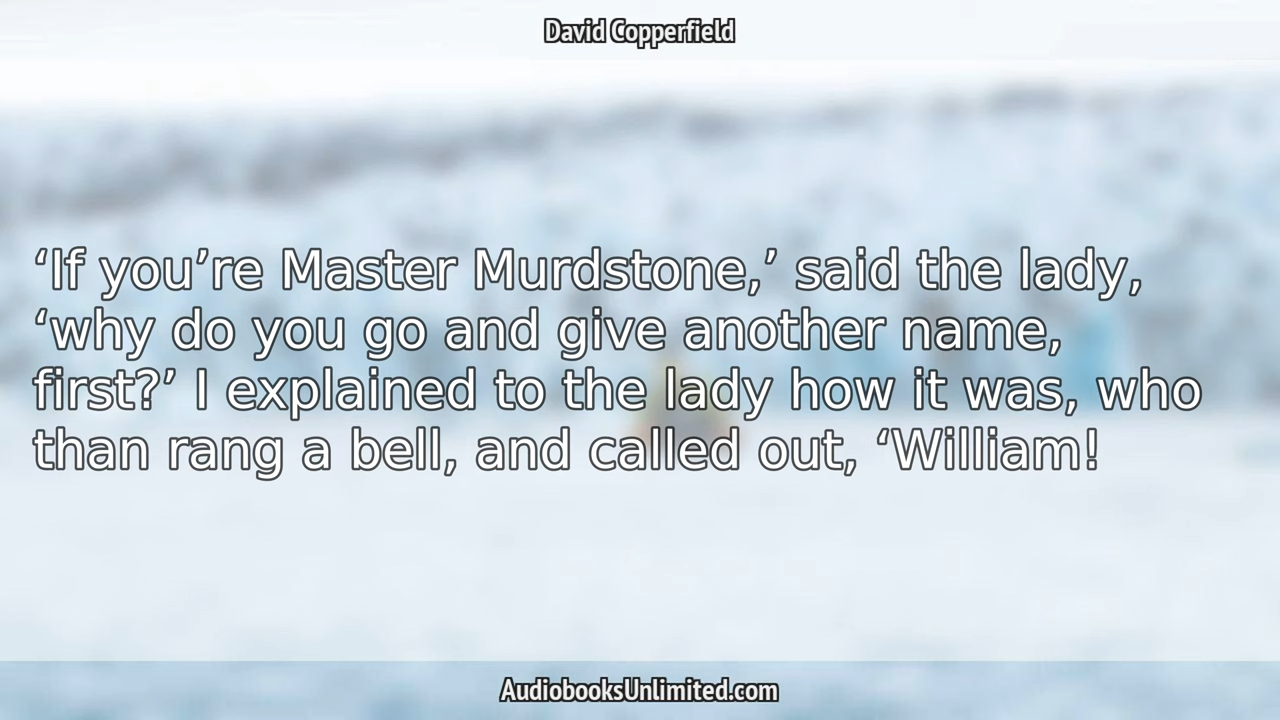 David Copperfield
‘If you’re Master Murdstone,’ said the lady,
‘why do you go and give another name,
first?’ I explained to the lady how it was, who
than rang a bell, and called out, ‘William!
AudiobooksUnlimited.com